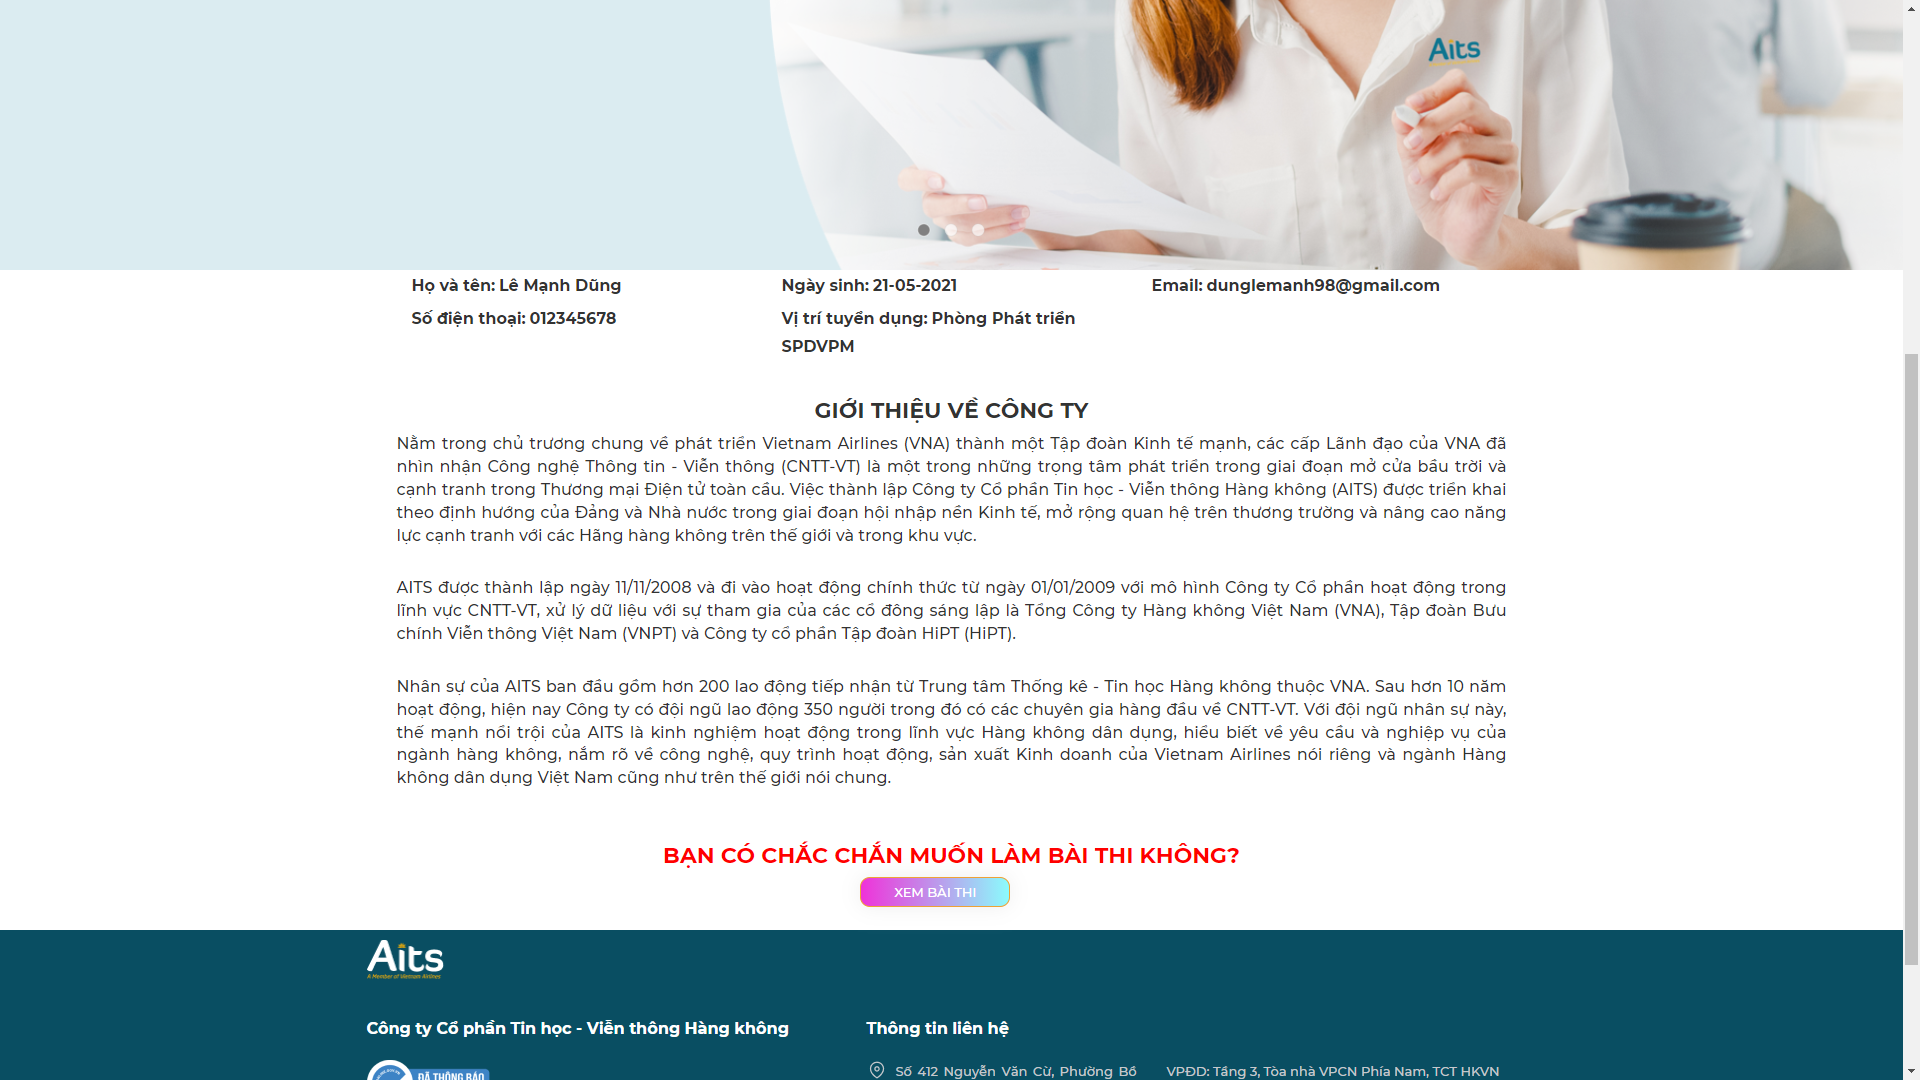 Aits
Họ và tên: Lê Mạnh Dũng
Ngày sinh: 21-05-2021
Email: dunglemanh98@gmail.com
Số điện thoại: 012345678
Vị trí tuyển dụng: Phòng Phát triển
SPDVPM
GIỚI THIỆU VỀ CÔNG TY
Nằm trong chủ trương chung về phát triển Vietnam Airlines (VNA) thành một Tập đoàn Kinh tế mạnh, các cấp Lãnh đạo của VNA đã
nhìn nhận Công nghệ Thông tin - Viễn thông (CNTT-VT) là một trong những trọng tâm phát triển trong giai đoạn mở cửa bầu trời và
cạnh tranh trong Thương mại Điện tử toàn cầu. Việc thành lập Công ty Cổ phần Tin học - Viễn thông Hàng không (AITS) được triển khai
theo định hướng của Đảng và Nhà nước trong giai đoạn hội nhập nền Kinh tế, mở rộng quan hệ trên thương trường và nâng cao năng
lực cạnh tranh với các Hãng hàng không trên thế giới và trong khu vực.
AITS được thành lập ngày 11/11/2008 và đi vào hoạt động chính thức từ ngày 01/01/2009 với mô hình Công ty Cổ phần hoạt động trong
lĩnh vực CNTT-VT, xử lý dữ liệu với sự tham gia của các cổ đông sáng lập là Tổng Công ty Hàng không Việt Nam (VNA), Tập đoàn Bưu
chính Viễn thông Việt Nam (VNPT) và Công ty cổ phần Tập đoàn HiPT (HiPT).
Nhân sự của AITS ban đầu gồm hơn 200 lao động tiếp nhận từ Trung tâm Thống kê - Tin học Hàng không thuộc VNA. Sau hơn 10 năm
hoạt động, hiện nay Công ty có đội ngũ lao động 350 người trong đó có các chuyên gia hàng đầu về CNTT-VT. Với đội ngũ nhân sự này,
thế mạnh nổi trội của AITS là kinh nghiệm hoạt động trong lĩnh vực Hàng không dân dụng, hiểu biết về yêu cầu và nghiệp vụ của
ngành hàng không, nắm rõ về công nghệ, quy trình hoạt động, sản xuất Kinh doanh của Vietnam Airlines nói riêng và ngành Hàng
không dân dụng Việt Nam cũng như trên thế giới nói chung.
BẠN CÓ CHẮC CHẮN MUỐN LÀM BÀI THI KHÔNG?
XEM BÀI THI
Aits
A Member of Vietnam Airlines
Công ty Cổ phần Tin học - Viễn thông Hàng không
Thông tin liên hệ
ĐÃ THÔNG BÁO
Số 412 Nguyễn Văn Cừ, Phường Bồ
VPĐD: Tầng 3, Tòa nhà VPCN Phía Nam, TCT HKVN